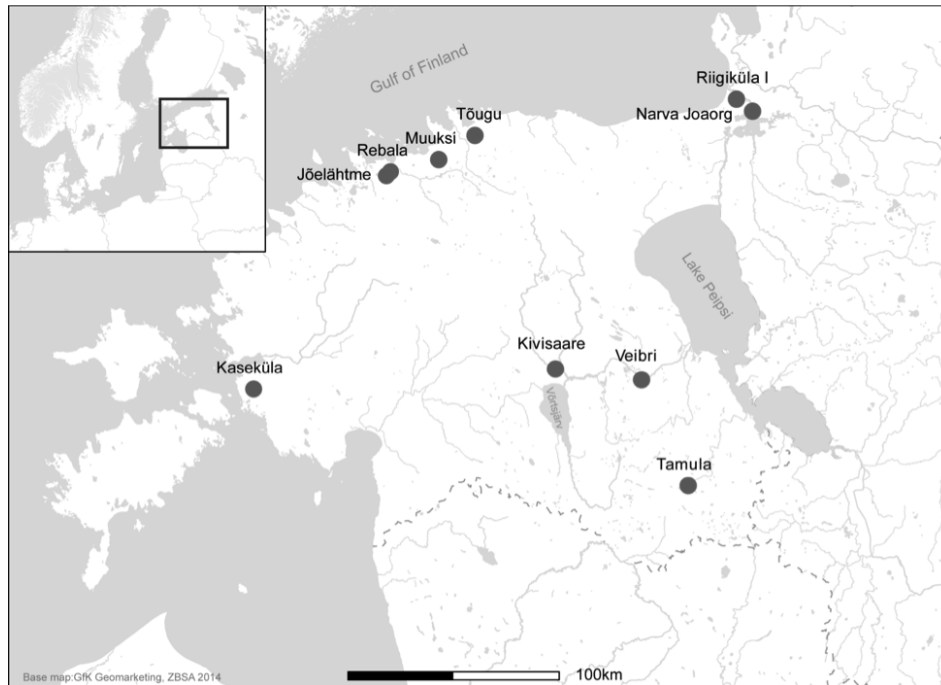 Gulf of Finland
Riigiküla I
Narva Joaorg
Tõugu
Muuksi
Rebala
Jõelähtme
Lake Peipsi
Kivisaare
Veibri
Kaseküla
Võrtsjärv
Tamula
Base map:GfK Geomarketing, ZBSA 2014
100km